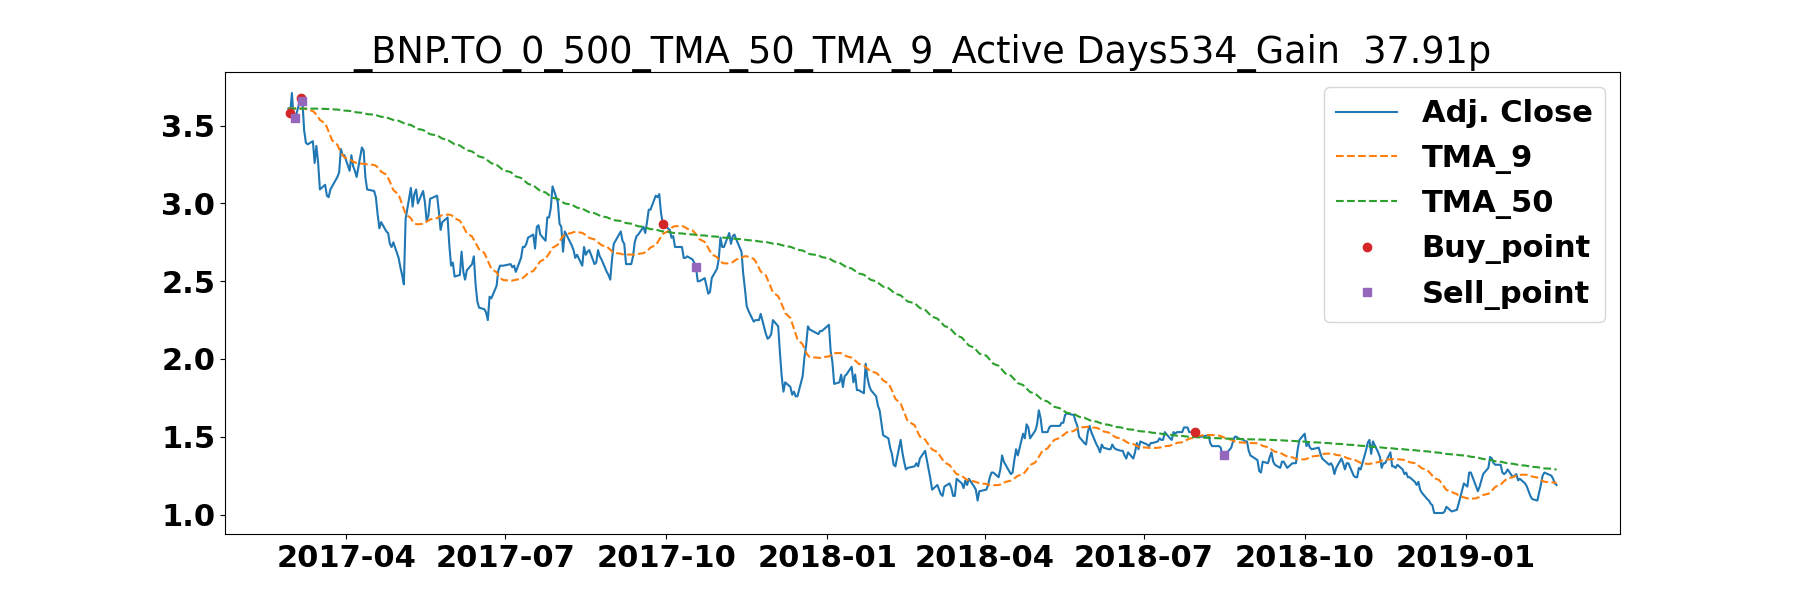 _BNP.TO_0_500_TMA_50_TMA_9_Active Days534_Gain  37.91p
Adj. Close
TMA_9
TMA_50
Buy_point
Sell_point
3.5
3.0
2.5
2.0
1.5
1.0
2017-04 2017-07 2017-10 2018-01 2018-04 2018-07 2018-10 2019-01